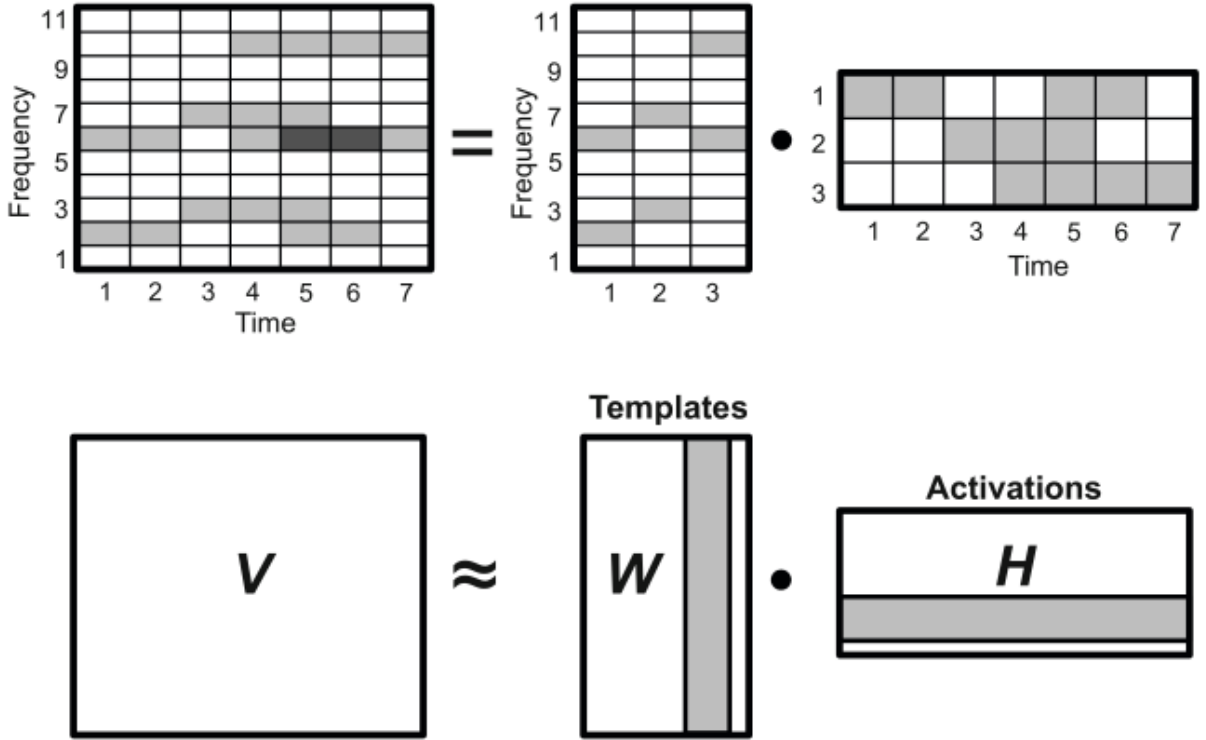 11
9
7
5
3
1
Frequency
1 2 3 4 5 6 7
Time
=
11
9
7
5
3
1
Frequency
1 2 3
•
1
2
3
1 2 3 4 5 6 7
Time
V
≈
Templates
W
•
Activations
H